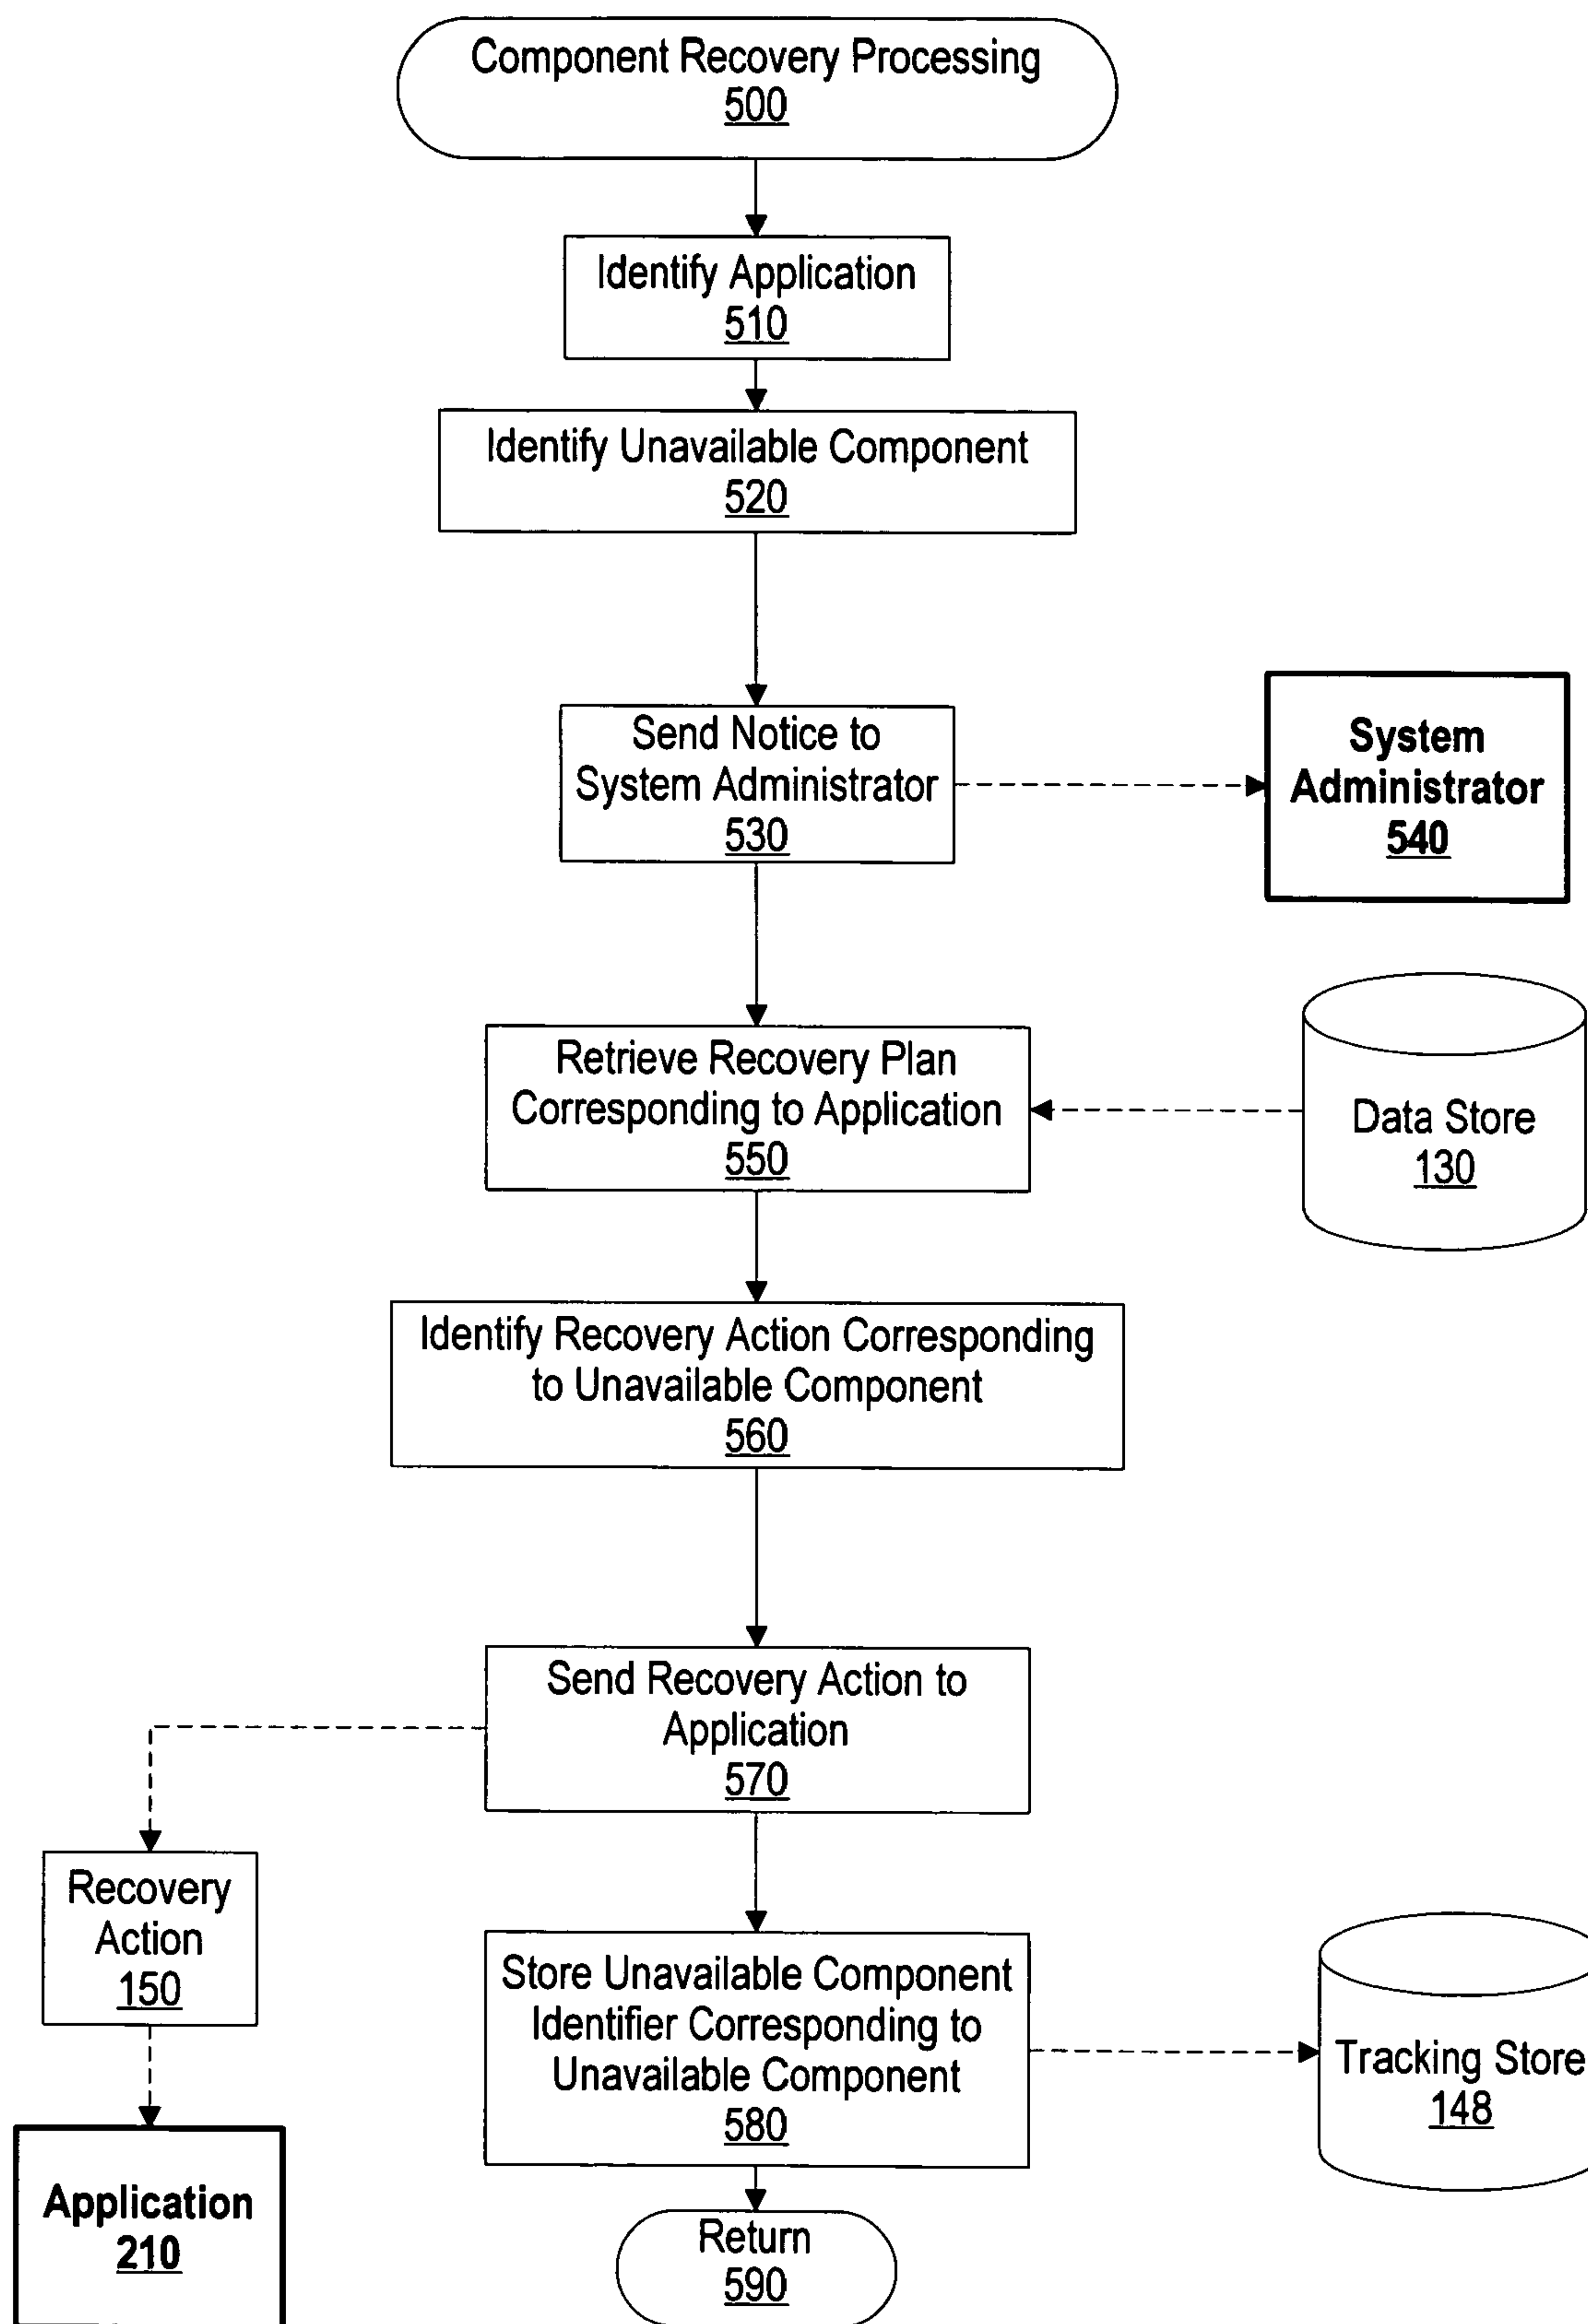 Component Recovery Processing
500
Identify Application
510
Identify Unavailable Component
520
Send Notice to
System Administrator
530
System
Administrator
540
Retrieve Recovery Plan
Corresponding to Application
550
Data Store
130
Identify Recovery Action Corresponding
to Unavailable Component
560
Send Recovery Action to
Application
570
Recovery
Action
150
Store Unavailable Component
Identifier Corresponding to
Unavailable Component
580
Tracking Store
148
Application
210
Return
590